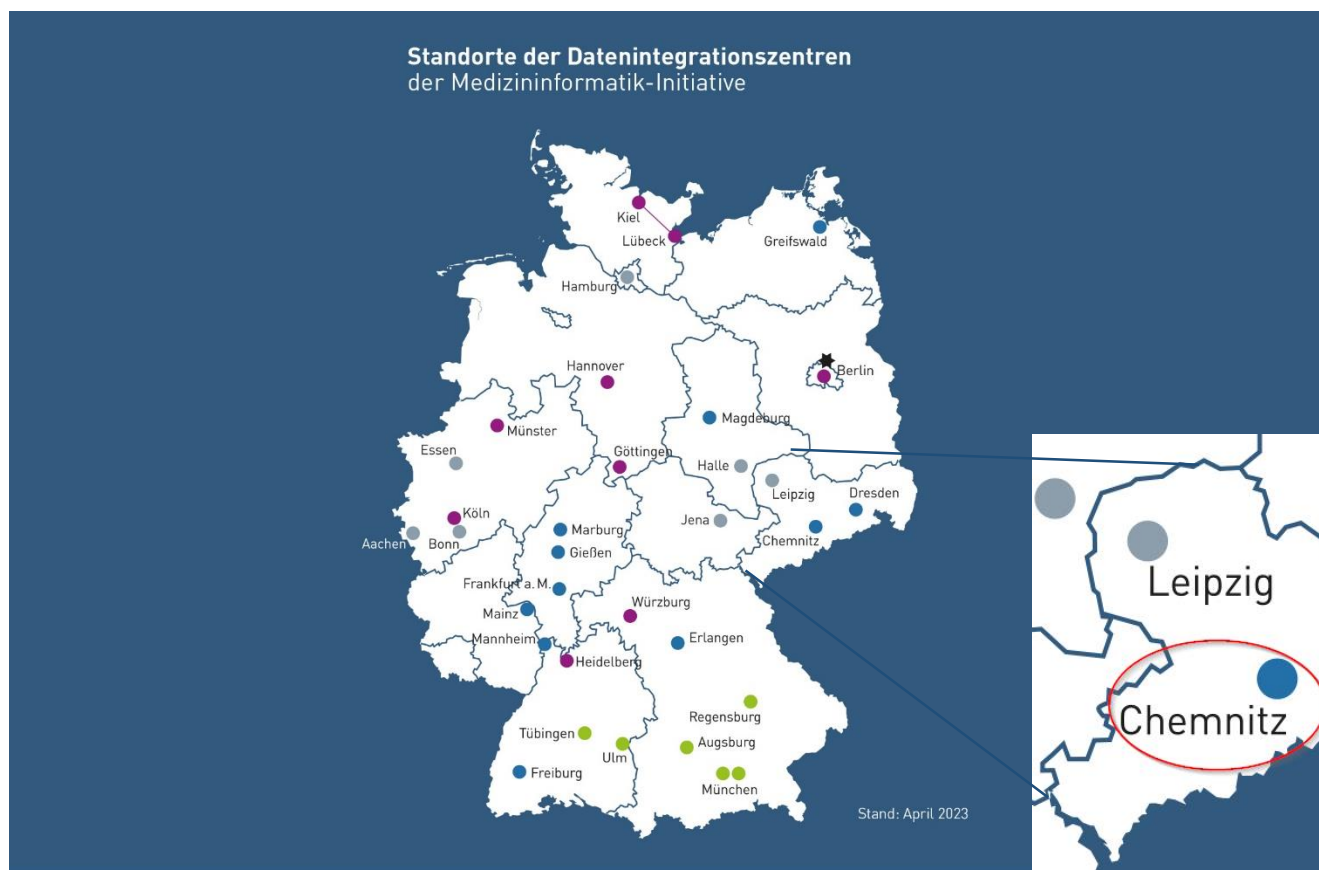 Standorte der Datenintegrationszentren
der Medizininformatik-Initiative
Kiel
Lübeck
Greifswald
Hamburg
Hannover
Berlin
Magdeburg
Münster
Essen
Göttingen
Halle
Leipzig
Dresden
Köln
Jena
Chemnitz
Aachen
Bonn
Marburg
Gießen
Frankfurt a. M.
Mainz
Würzburg
Mannheim
Erlangen
Heidelberg
Regensburg
Tübingen
Augsburg
Ulm
Freiburg
München
Stand: April 2023
Leipzig
Chemnitz